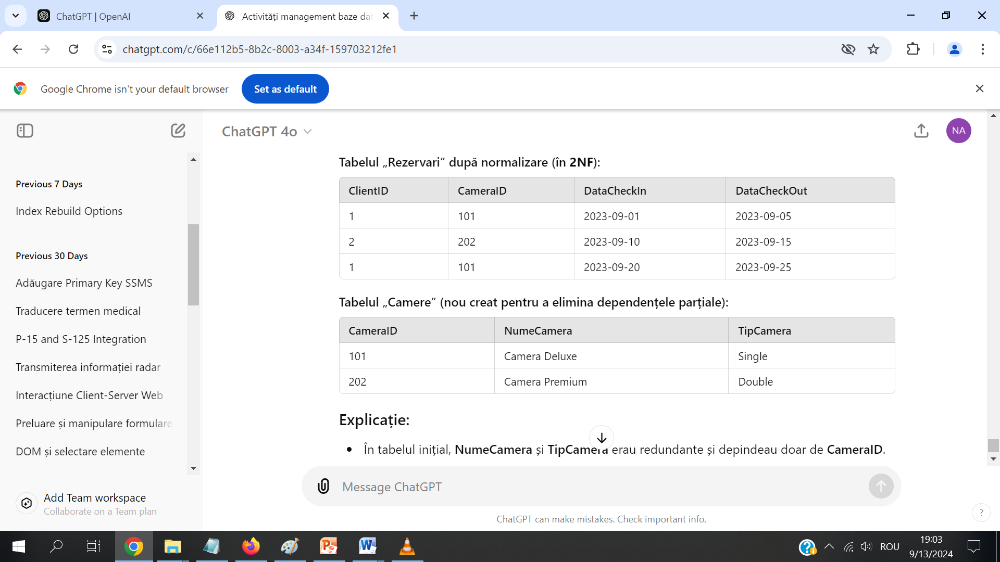 ChatGPT | OpenAI
Activități management baze dat
chatgpt.com/c/66e112b5-8b2c-8003-a34f-159703212fe1
Google Chrome isn't your default browser
Set as default
ChatGPT 4o
NA
Previous 7 Days
Index Rebuild Options
Previous 30 Days
Adăugare Primary Key SSMS
Traducere termen medical
P-15 and S-125 Integration
Transmiterea informației radar
Interacțiune Client-Server Web
Preluare și manipulare formulare
DOM și selectare elemente
Add Team workspace
Collaborate on a Team plan
Tabelul „Rezervari” după normalizare (în 2NF):
ClientID CameraID DataCheckIn DataCheckOut
1 101 2023-09-01 2023-09-05
2 202 2023-09-10 2023-09-15
1 101 2023-09-20 2023-09-25
Tabelul „Camere” (nou creat pentru a elimina dependențele parțiale):
CameraID NumeCamera TipCamera
101 Camera Deluxe Single
202 Camera Premium Double
Explicație:
În tabelul inițial, NumeCamera și TipCamera erau redundante și depindeau doar de CameraID.
Message ChatGPT
ChatGPT can make mistakes. Check important info.
?
ROU
19:03
9/13/2024